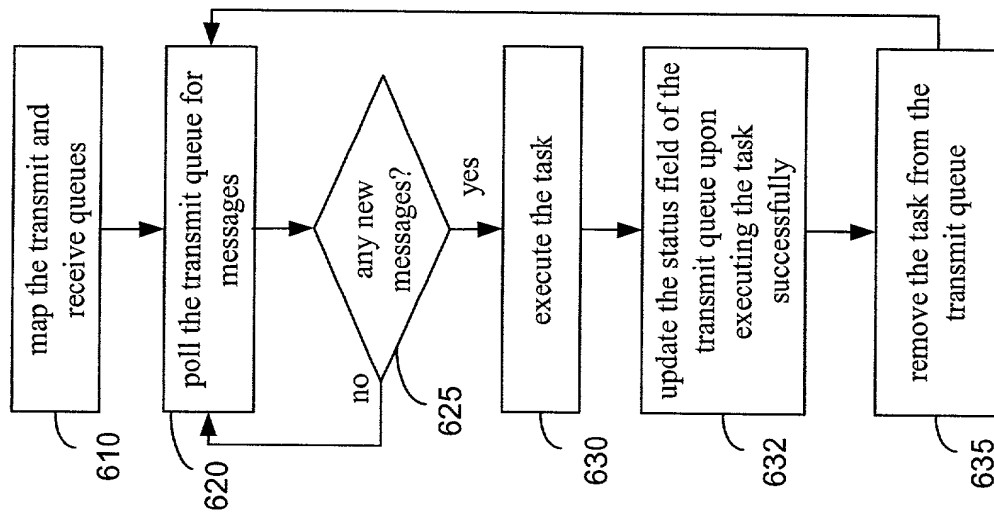 map the transmit and
receive queues
610
poll the transmit queue for
messages
620
any new
messages?
625
no
yes
execute the task
630
update the status field of the
transmit queue upon
executing the task
successfully
632
remove the task from the
transmit queue
635